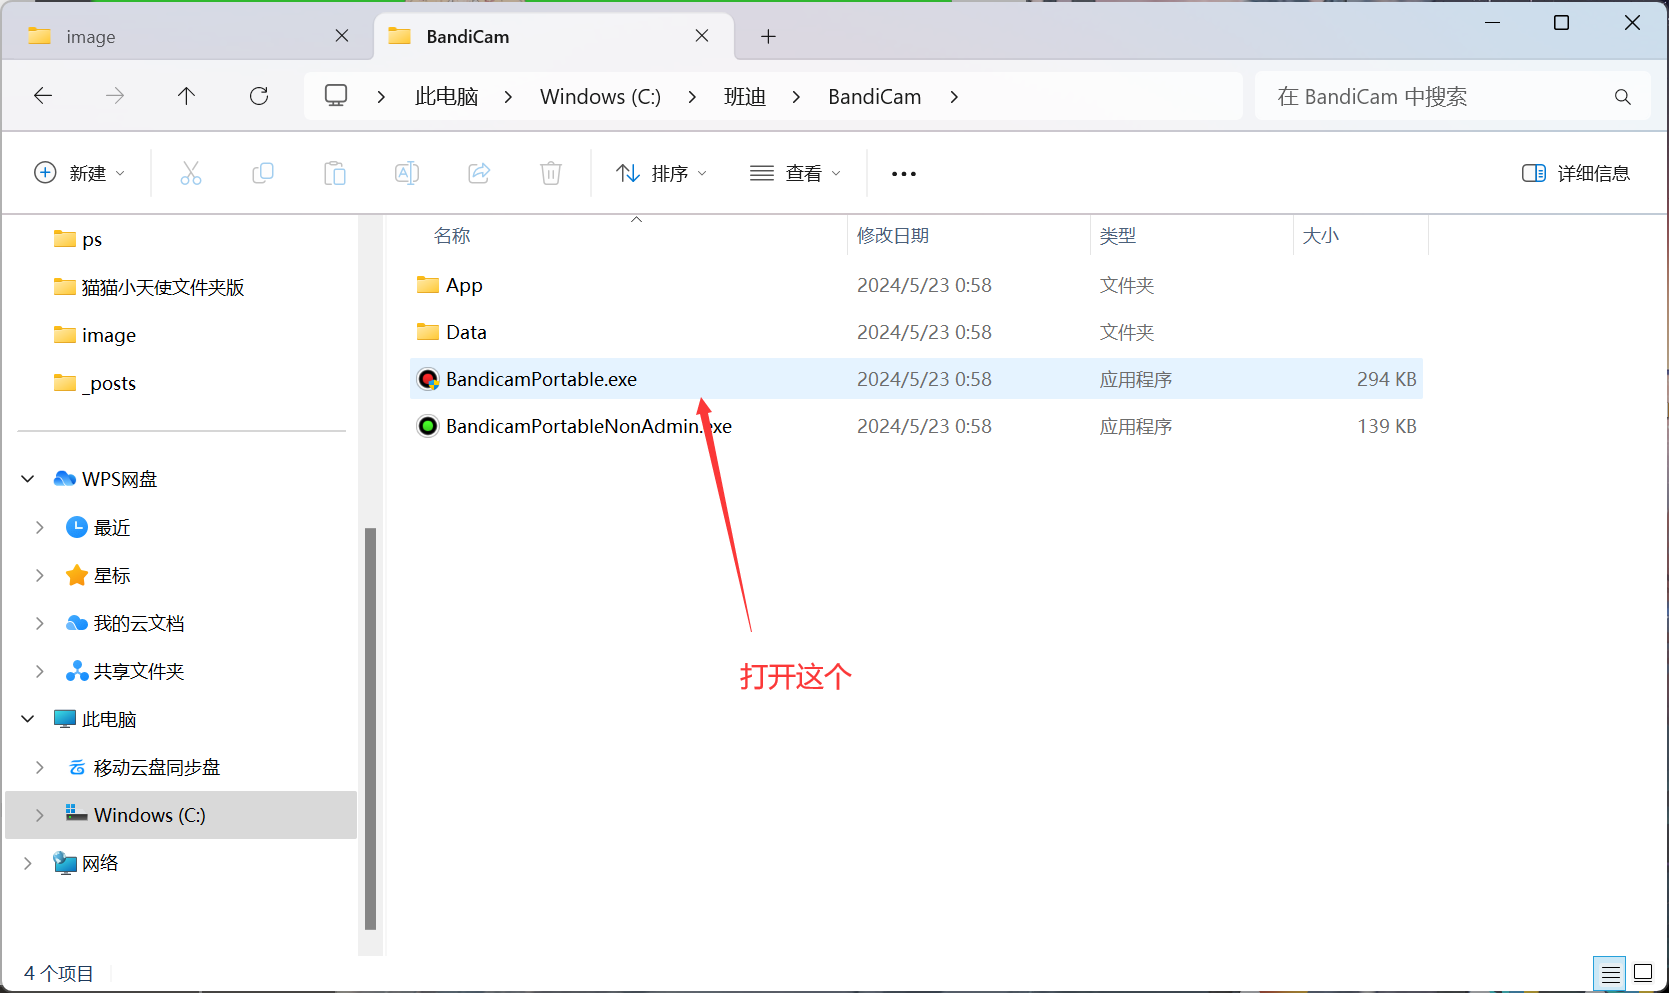 image
BandiCam
此电脑
Windows (C:)
班迪
BandiCam
在 BandiCam 中搜索
新建
排序
查看
详细信息
名称
修改日期
类型
大小
ps
猫猫小天使文件夹版
image
_posts
WPS网盘
最近
星标
我的云文档
共享文件夹
此电脑
移动云盘同步盘
Windows (C:)
网络
App 2024/5/23 0:58 文件夹
Data 2024/5/23 0:58 文件夹
BandicamPortable.exe 2024/5/23 0:58 应用程序 294 KB
BandicamPortableNonAdmin.exe 2024/5/23 0:58 应用程序 139 KB
打开这个
4 个项目